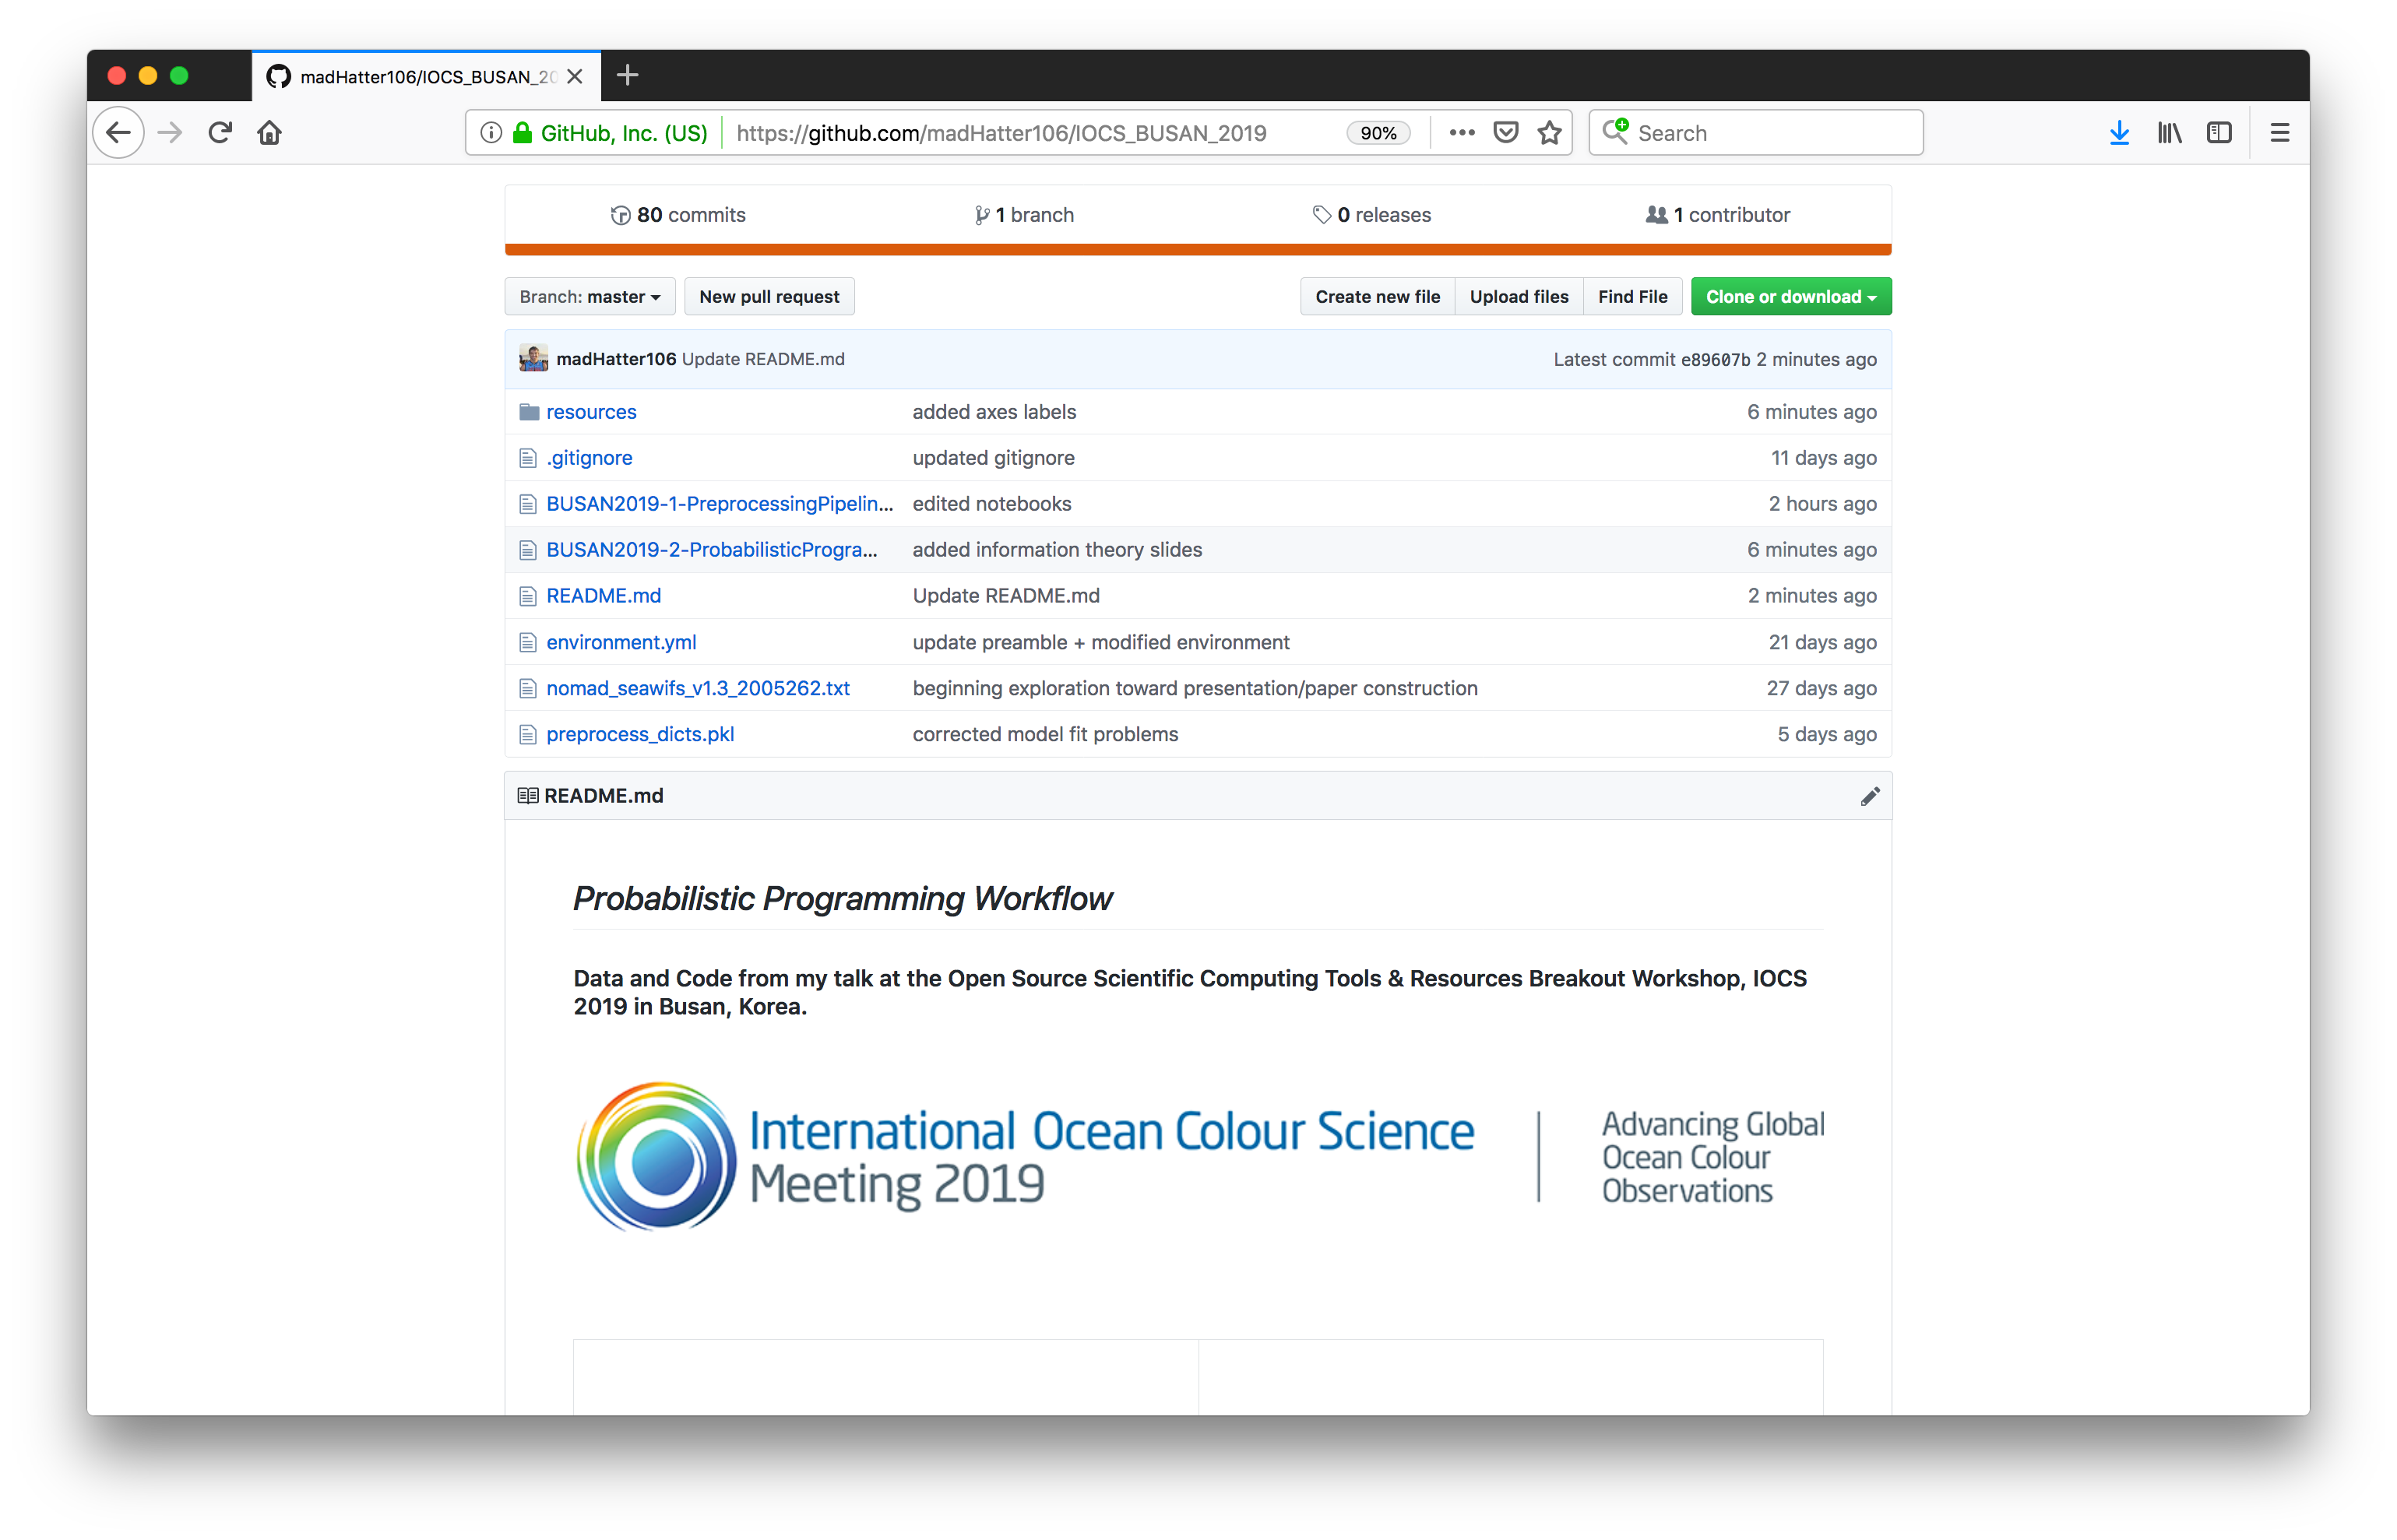 madHatter106/IOCS_BUSAN_20
GitHub, Inc. (US) https://github.com/madHatter106/IOCS_BUSAN_2019 90% Search
80 commits 1 branch 0 releases 1 contributor
Branch: master New pull request Create new file Upload files Find File Clone or download
madHatter106 Update README.md Latest commit e89607b 2 minutes ago
resources added axes labels 6 minutes ago
.gitignore updated gitignore 11 days ago
BUSAN2019-1-PreprocessingPipelin... edited notebooks 2 hours ago
BUSAN2019-2-ProbabilisticProgra... added information theory slides 6 minutes ago
README.md Update README.md 2 minutes ago
environment.yml update preamble + modified environment 21 days ago
nomad_seawifs_v1.3_2005262.txt beginning exploration toward presentation/paper construction 27 days ago
preprocess_dicts.pkl corrected model fit problems 5 days ago
README.md
Probabilistic Programming Workflow
Data and Code from my talk at the Open Source Scientific Computing Tools & Resources Breakout Workshop, IOCS
2019 in Busan, Korea.
International Ocean Colour Science
Meeting 2019
Advancing Global
Ocean Colour
Observations